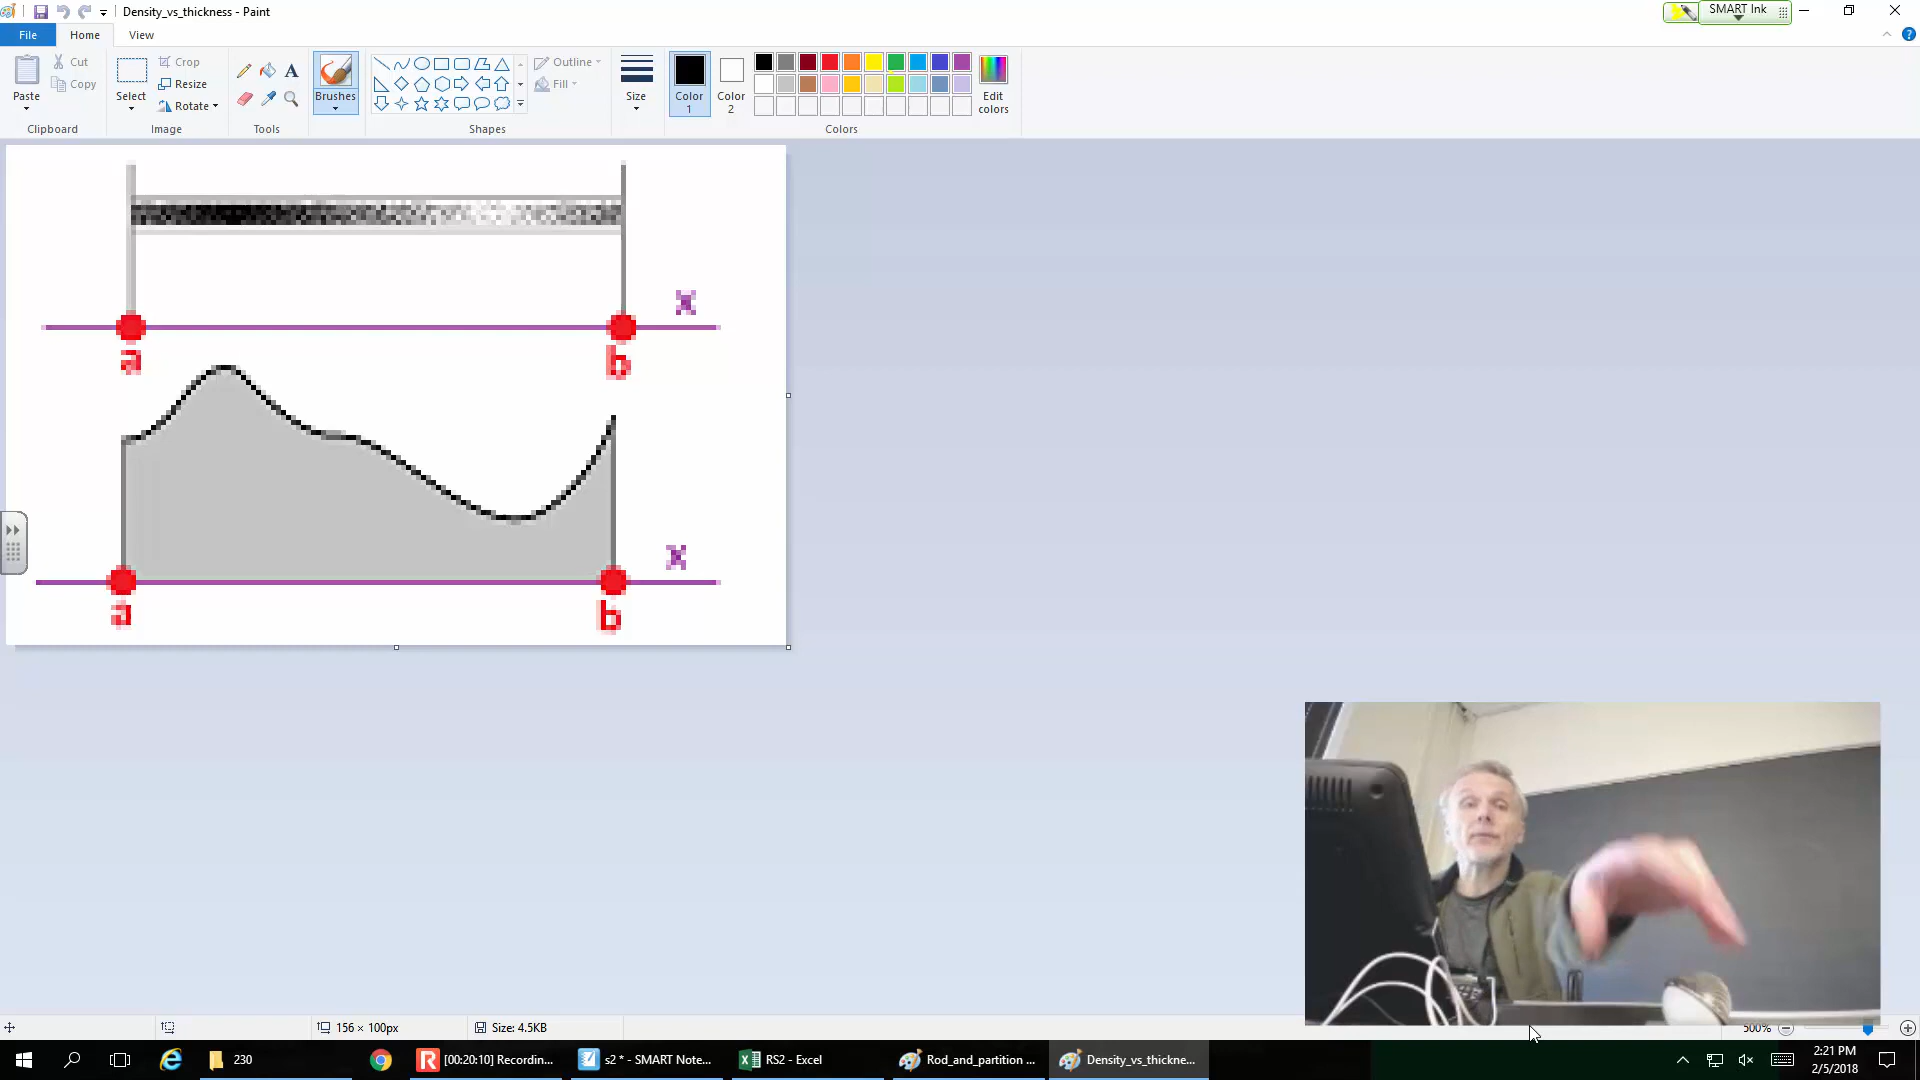 Density_vs_thickness - Paint
SMART Ink
File
Home
View
Paste
Cut
Copy
Clipboard
Select
Crop
Resize
Rotate
Image
A
Tools
Brushes
Outline
Fill
Shapes
Size
Color 1
Color 2
Edit colors
Colors
x
a
b
x
a
b
156 × 100px
Size: 4.5KB
500%
230
[00:20:10] Recordin...
s2 * - SMART Note...
RS2 - Excel
Rod_and_partition ...
Density_vs_thickne...
2:21 PM
2/5/2018